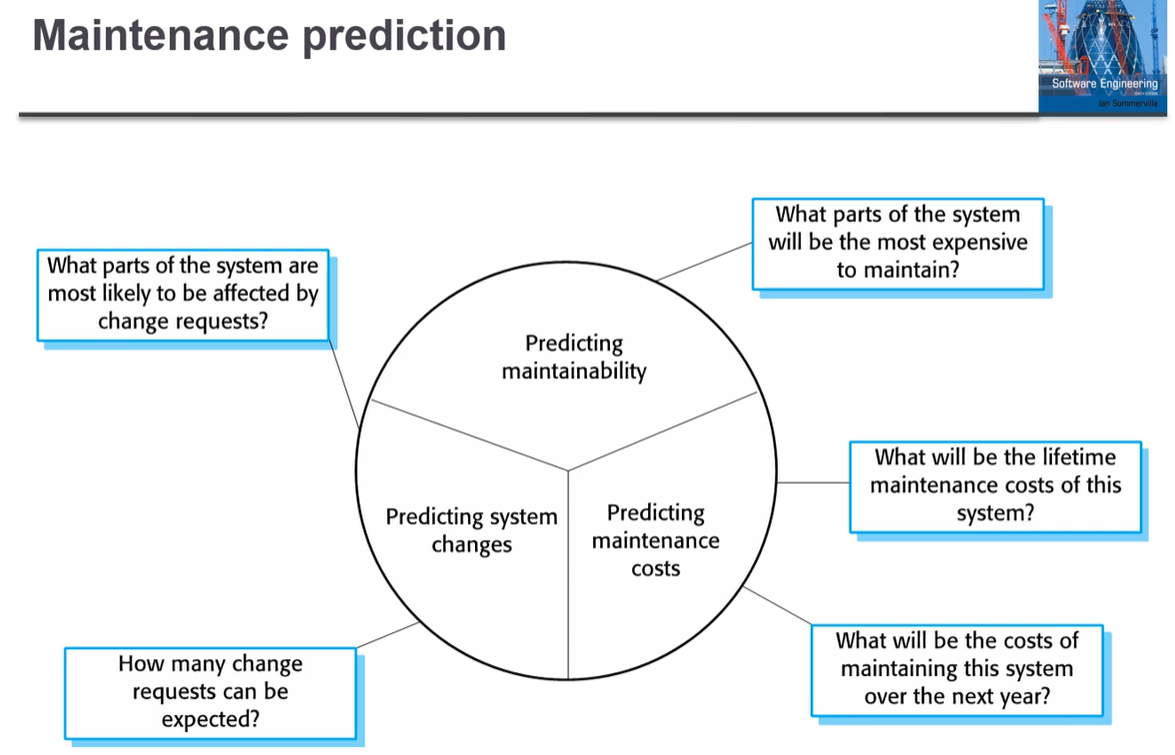 Maintenance prediction
Software Engineering
Ian Sommerville
What parts of the system
will be the most expensive
to maintain?
What parts of the system are
most likely to be affected by
change requests?
Predicting
maintainability
What will be the lifetime
maintenance costs of this
system?
Predicting system
changes
Predicting
maintenance
costs
How many change
requests can be
expected?
What will be the costs of
maintaining this system
over the next year?